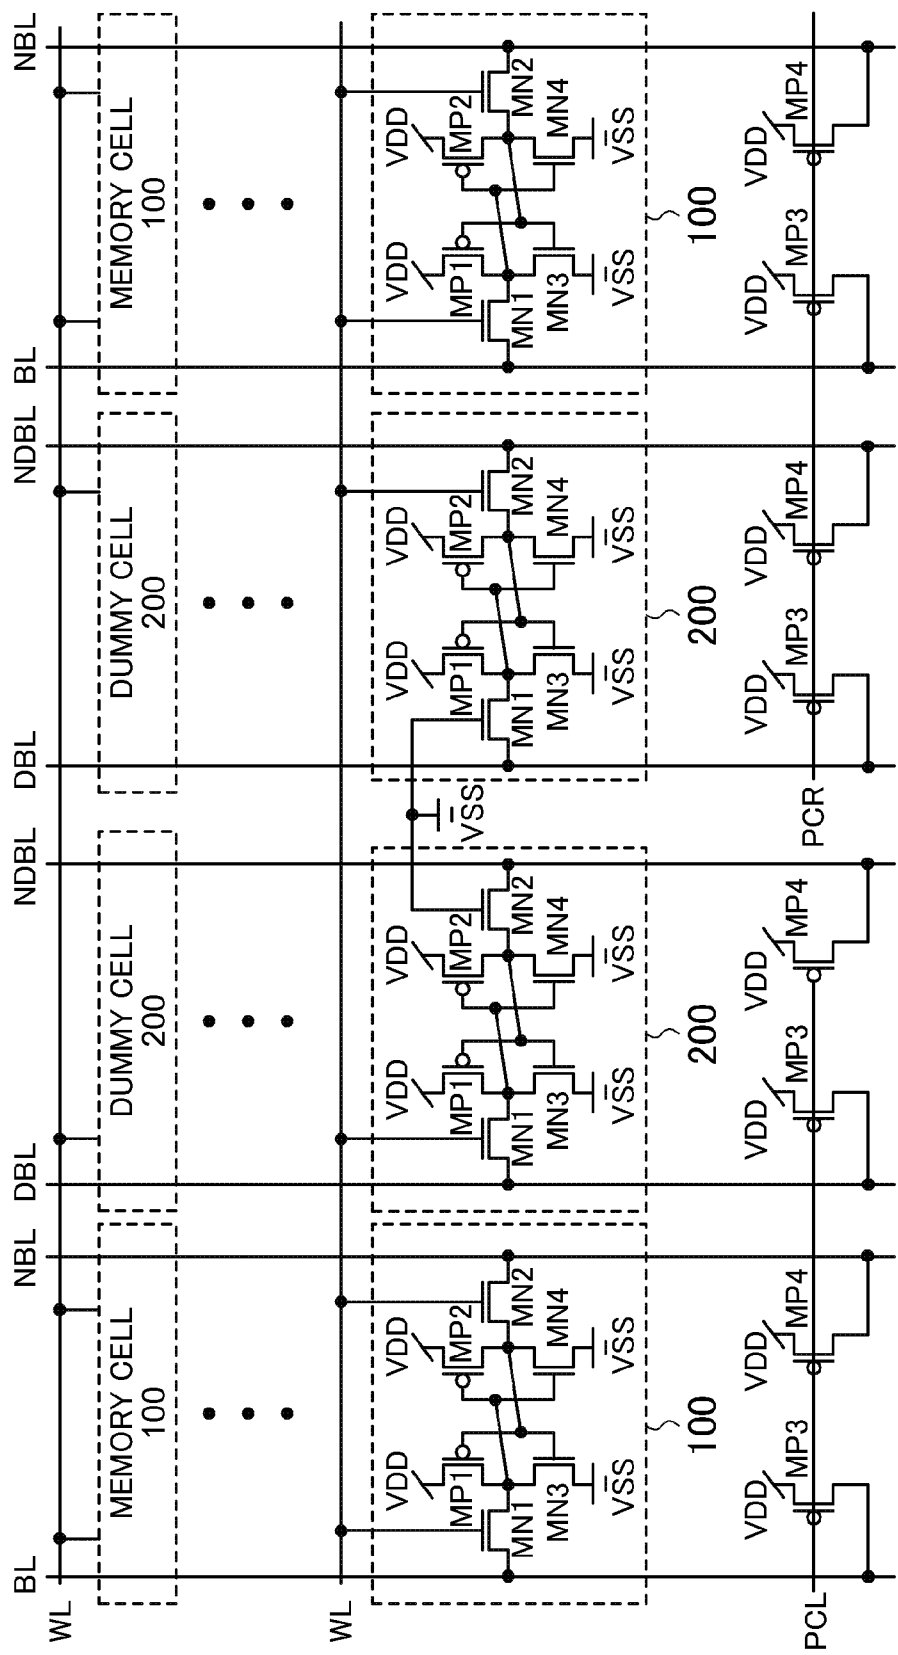 BL NBL DBL NDBL DBL NDBL BL NBL
WL
MEMORY CELL DUMMY CELL DUMMY CELL MEMORY CELL
100 200 200 100
WL
VDD VDD VDD VDD VDD VDD VDD VDD
MP1 MP2 MP1 MP2 MP1 MP2 MP1 MP2
VSS
MN1 MN2 MN1 MN2 MN1 MN2 MN1 MN2
MN3 MN4 MN3 MN4 MN3 MN4 MN3 MN4
VSS VSS VSS VSS VSS VSS VSS VSS
100 200 200 100
VDD VDD VDD VDD VDD VDD VDD VDD
MP3 MP4 MP3 MP4 MP3 MP4 MP3 MP4
PCL PCR